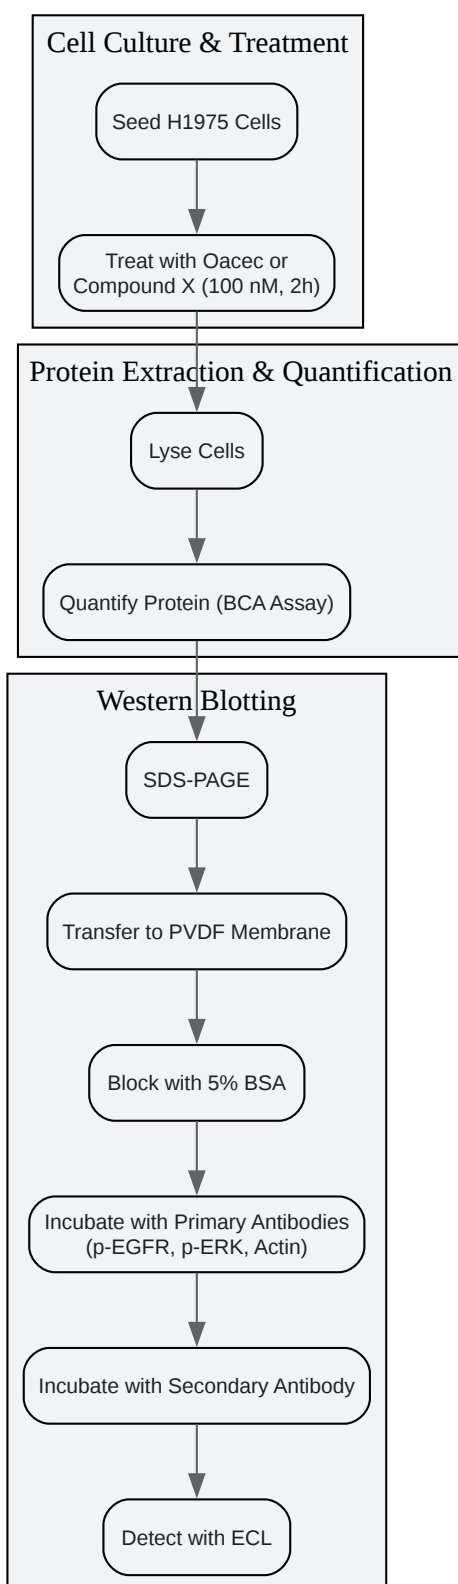 Cell Culture & Treatment
Seed H1975 Cells
Treat with Oacec or
Compound X (100 nM, 2h)
Protein Extraction & Quantification
Lyse Cells
Quantify Protein (BCA Assay)
Western Blotting
SDS-PAGE
Transfer to PVDF Membrane
Block with 5% BSA
Incubate with Primary Antibodies
(p-EGFR, p-ERK, Actin)
Incubate with Secondary Antibody
Detect with ECL